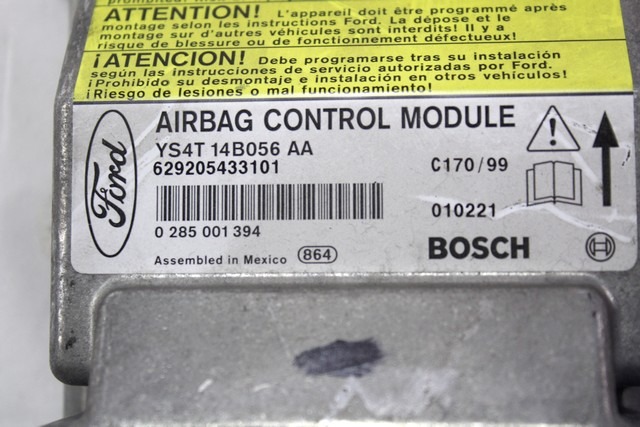 ATTENTION! L'appareil doit être programmé après
montage selon les instructions Ford. La dépose et le
montage sur d'autres véhicules sont interdits! Il y a
risque de blessure ou de fonctionnement défectueux!
¡ATENCION! Debe programarse tras su instalación
según las instrucciones de servicio autorizadas por Ford.
¡Prohibido su desmontaje e instalación en otros vehículos!
¡Riesgo de lesiones o mal funcionamiento!
Ford
AIRBAG CONTROL MODULE
YS4T 14B056 AA
629205433101
C170/99
0 285 001 394
010221
Assembled in Mexico 864
BOSCH